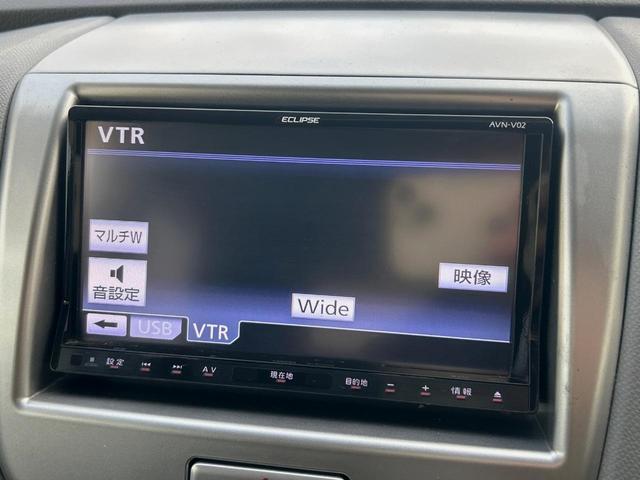 ECLIPSE
AVN-V02
VTR
マルチW
音設定
Wide
映像
USB
VTR
設定
AV
現在地
目的地
− + 情報